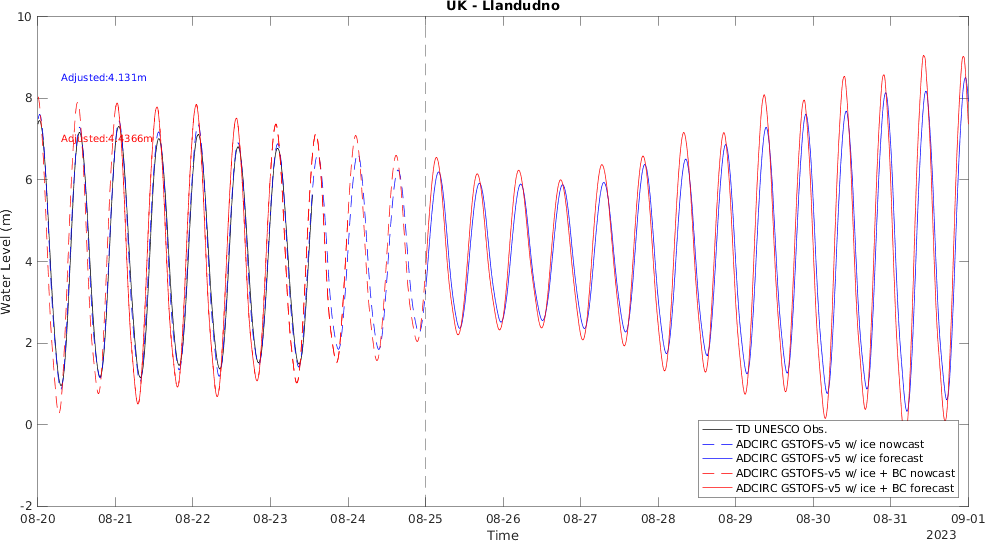 UK - Llandudno
10
8
6
4
2
0
-2
Water Level (m)
Adjusted:4.131m
Adjusted:4.4366m
TD UNESCO Obs.
ADCIRC GSTOFS-v5 w/ ice nowcast
ADCIRC GSTOFS-v5 w/ ice forecast
ADCIRC GSTOFS-v5 w/ ice + BC nowcast
ADCIRC GSTOFS-v5 w/ ice + BC forecast
08-20 08-21 08-22 08-23 08-24 08-25 08-26 08-27 08-28 08-29 08-30 08-31 09-01
Time
2023